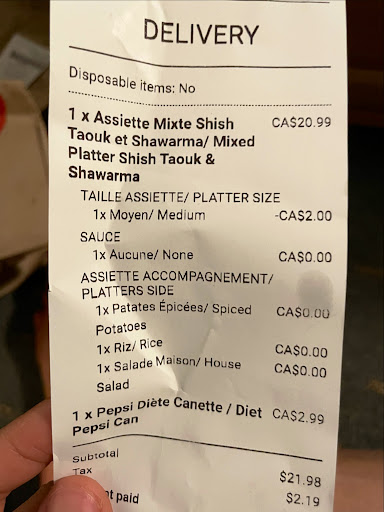 DELIVERY
Disposable items: No
1 x Assiette Mixte Shish CA$20.99
Taouk et Shawarma/ Mixed
Platter Shish Taouk &
Shawarma
TAILLE ASSIETTE/ PLATTER SIZE
1x Moyen/ Medium -CA$2.00
SAUCE
1x Aucune/ None CA$0.00
ASSIETTE ACCOMPAGNEMENT/
PLATTERS SIDE
1x Patates Épicées/ Spiced CA$0.00
Potatoes
1x Riz/ Rice CA$0.00
1x Salade Maison/ House CA$0.00
Salad
1 x Pepsi Diète Canette / Diet CA$2.99
Pepsi Can
Subtotal $21.98
Tax $2.19
paid